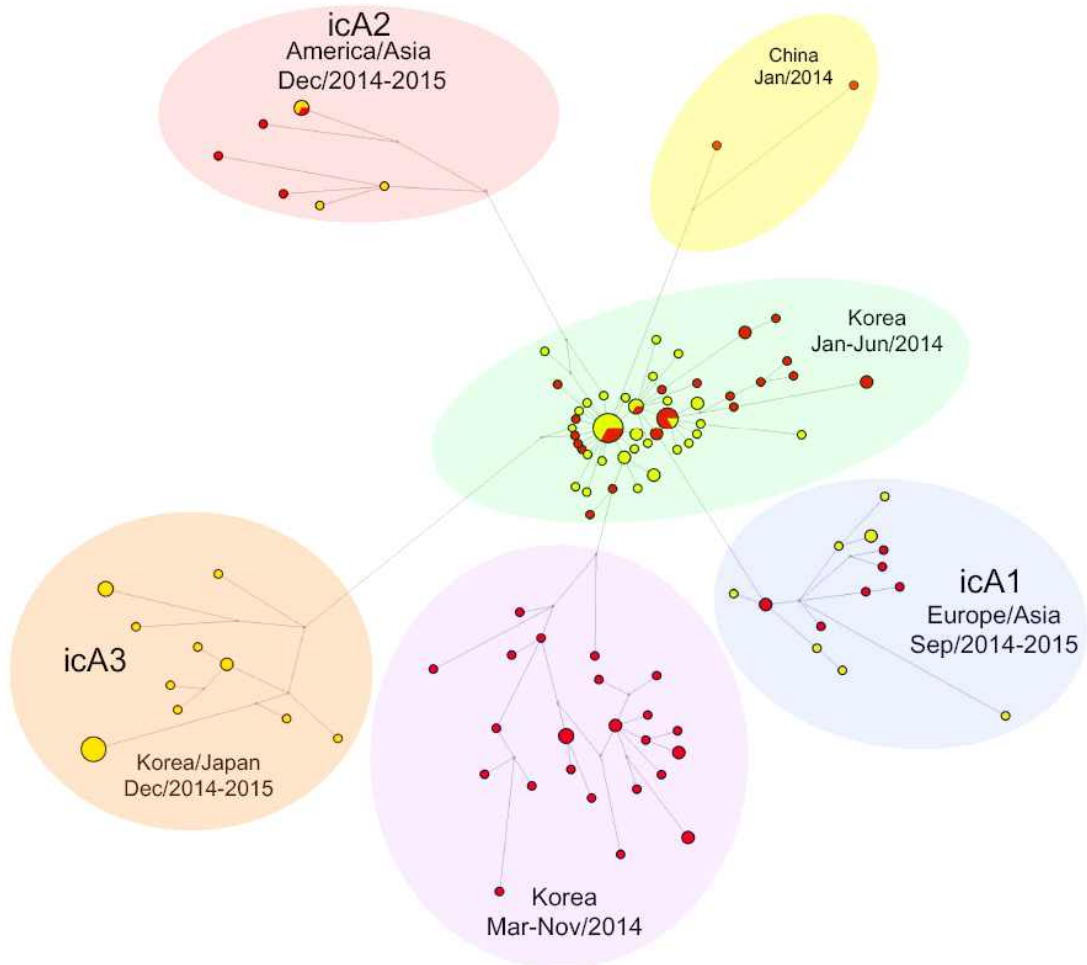 icA2
America/Asia
Dec/2014-2015
China
Jan/2014
Korea
Jan-Jun/2014
icA1
Europe/Asia
Sep/2014-2015
icA3
Korea/Japan
Dec/2014-2015
Korea
Mar-Nov/2014